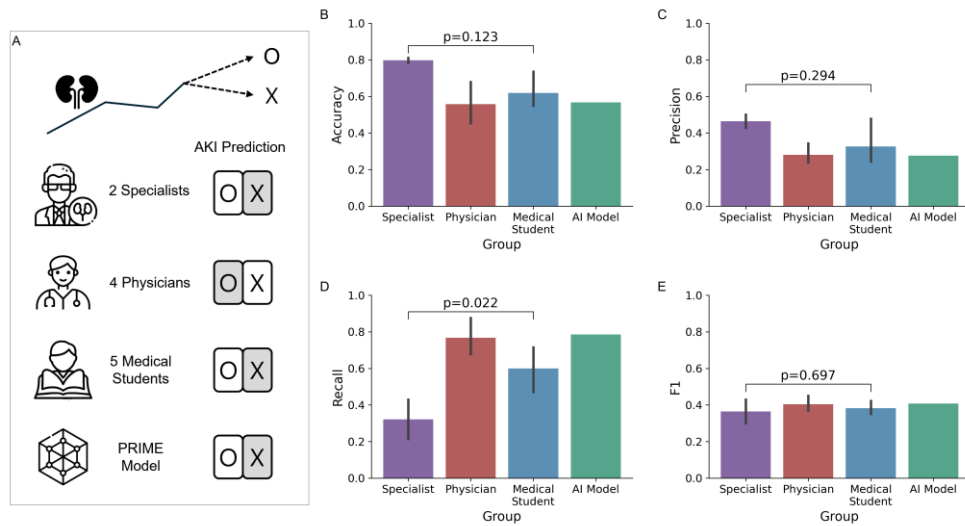 A
O
X
AKI Prediction
2 Specialists
O X
4 Physicians
O X
5 Medical
Students
O X
PRIME
Model
O X
B
1.0
0.8
0.6
0.4
0.2
0.0
Accuracy
p=0.123
Specialist Physician Medical Student AI Model
Group
C
1.0
0.8
0.6
0.4
0.2
0.0
Precision
p=0.294
Specialist Physician Medical Student AI Model
Group
D
1.0
0.8
0.6
0.4
0.2
0.0
Recall
p=0.022
Specialist Physician Medical Student AI Model
Group
E
1.0
0.8
0.6
0.4
0.2
0.0
F1
p=0.697
Specialist Physician Medical Student AI Model
Group